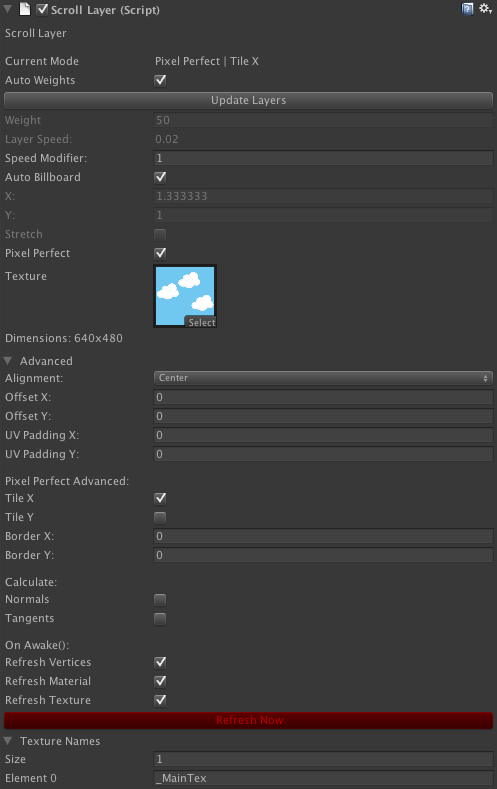 Scroll Layer (Script)
Scroll Layer
Current Mode Pixel Perfect | Tile X
Auto Weights
Update Layers
Weight 50
Layer Speed: 0.02
Speed Modifier: 1
Auto Billboard
X: 1.333333
Y: 1
Stretch
Pixel Perfect
Texture
Select
Dimensions: 640x480
Advanced
Alignment: Center
Offset X: 0
Offset Y: 0
UV Padding X: 0
UV Padding Y: 0
Pixel Perfect Advanced:
Tile X
Tile Y
Border X: 0
Border Y: 0
Calculate:
Normals
Tangents
On Awake():
Refresh Vertices
Refresh Material
Refresh Texture
Refresh Now
Texture Names
Size 1
Element 0 _MainTex